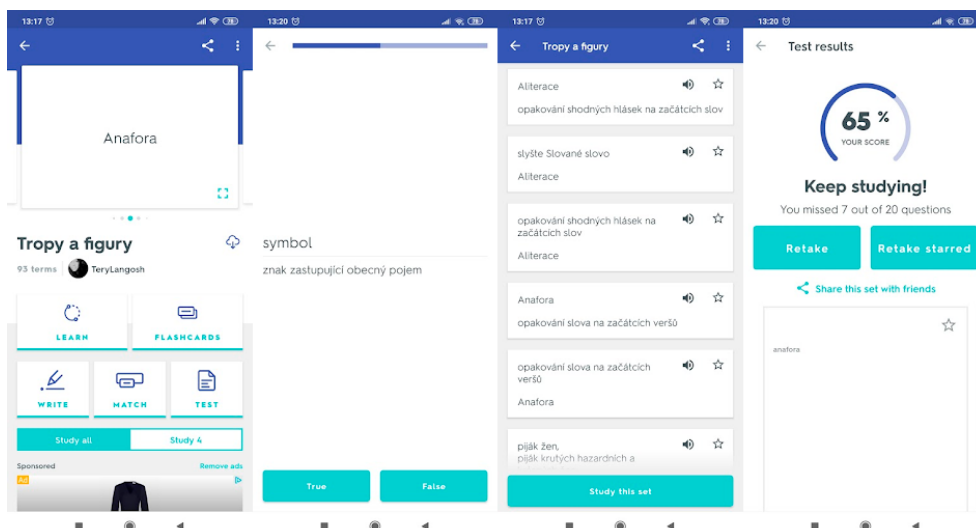 13:17
78
Anafora
Tropy a figury
93 terms
TeryLangosh
LEARN
FLASHCARDS
WRITE
MATCH
TEST
Study all
Study 4
Sponsored
Remove ads
Ad
13:20
symbol
znak zastupující obecný pojem
True
False
13:17
Tropy a figury
Aliterace
opakování shodných hlásek na začátcích slov
slyšte Slované slovo
Aliterace
opakování shodných hlásek na
začátcích slov
Aliterace
Anafora
opakování slova na začátcích veršů
opakování slova na začátcích
veršů
Anafora
piják žen,
piják krutých hazardních a
Study this set
13:20
Test results
65 %
YOUR SCORE
Keep studying!
You missed 7 out of 20 questions
Retake
Retake starred
Share this set with friends
anafora